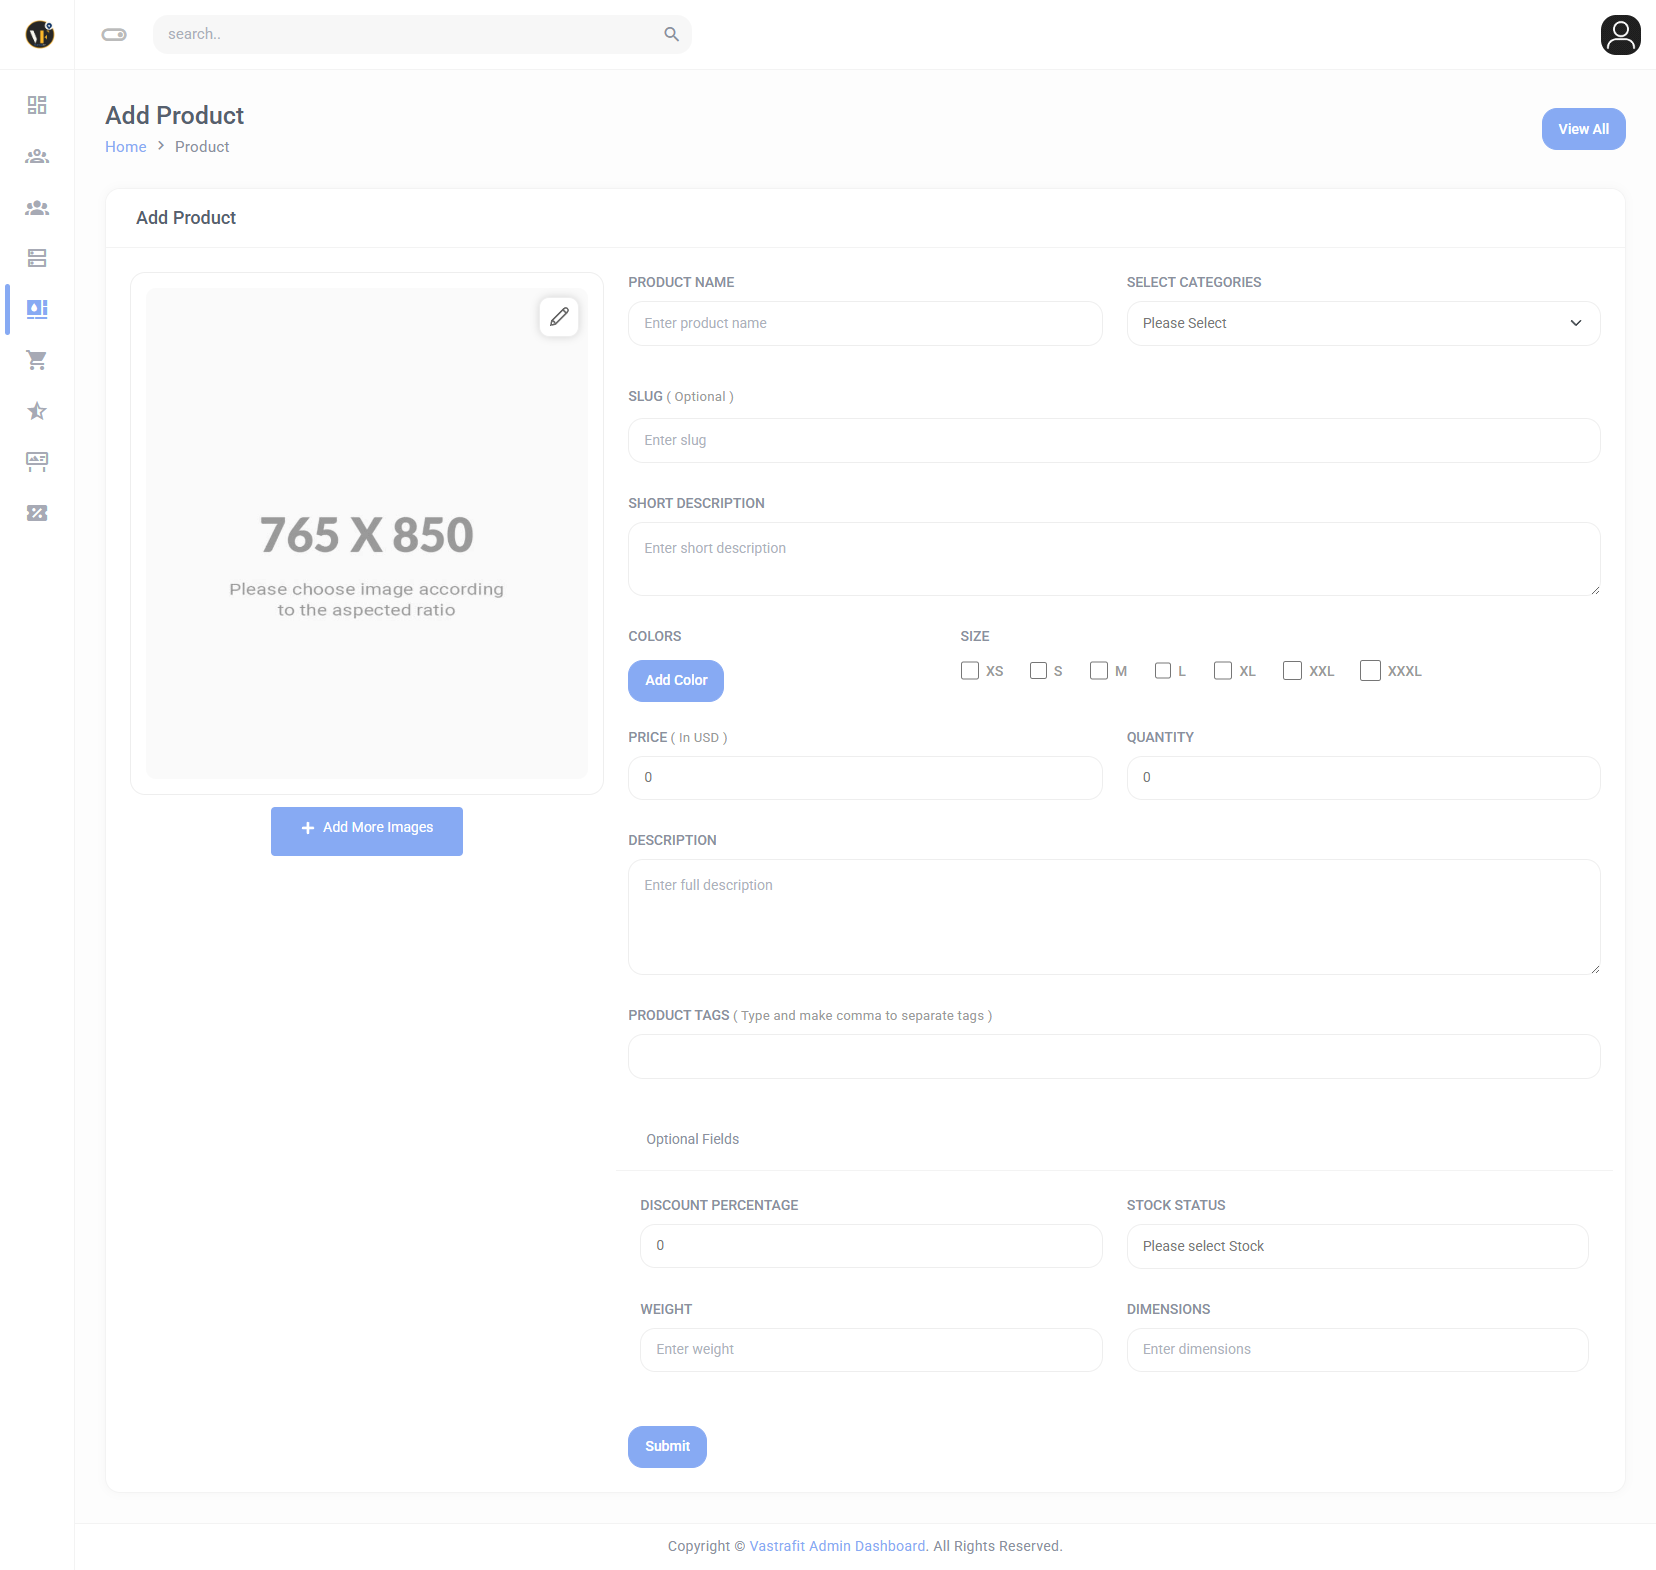 VF
search..
Add Product
Home > Product
View All
Add Product
765 X 850
Please choose image according
to the aspected ratio
Add More Images
PRODUCT NAME
Enter product name
SELECT CATEGORIES
Please Select
SLUG ( Optional )
Enter slug
SHORT DESCRIPTION
Enter short description
COLORS
Add Color
SIZE
XS S M L XL XXL XXXL
PRICE ( In USD )
0
QUANTITY
0
DESCRIPTION
Enter full description
PRODUCT TAGS ( Type and make comma to separate tags )
Optional Fields
DISCOUNT PERCENTAGE
0
STOCK STATUS
Please select Stock
WEIGHT
Enter weight
DIMENSIONS
Enter dimensions
Submit
Copyright © Vastrafit Admin Dashboard. All Rights Reserved.